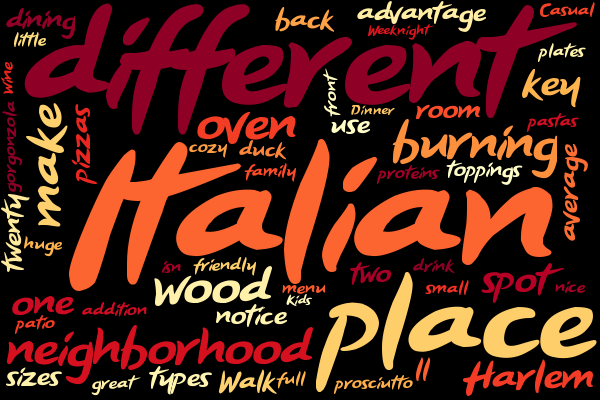 dining
little
back
advantage
Weeknight
Casual
different
plates
key
wine
gorgonzola
make
pizzas
front
Dinner
use
room
pastas
oven
cozy
duck
family
burning
proteins
toppings
average
Italian
twenty
huge
isn
friendly
wood
notice
menu
kids
two
drink
small
spot
nice
one
addition
patio
place
neighborhood
sizes
great
types
Walk
full
prosciutto
ll
Harlem